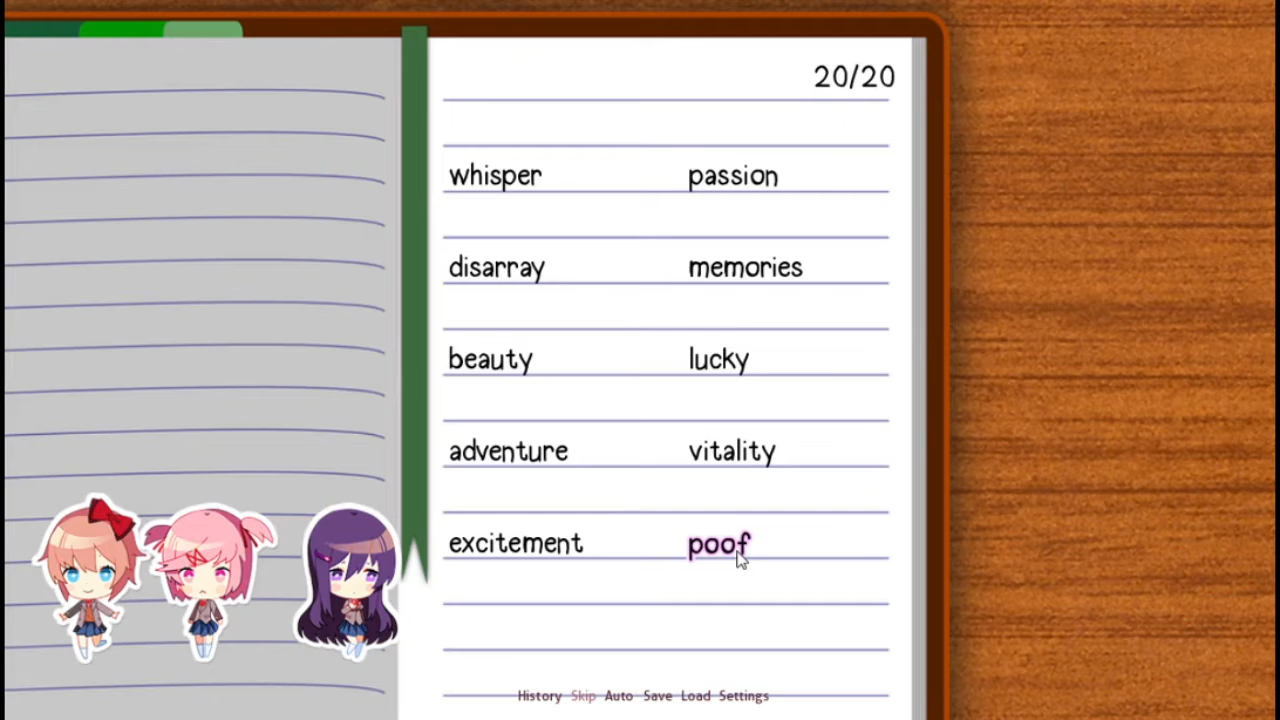 20/20
whisper passion
disarray memories
beauty lucky
adventure vitality
excitement poof
History Skip Auto Save Load Settings